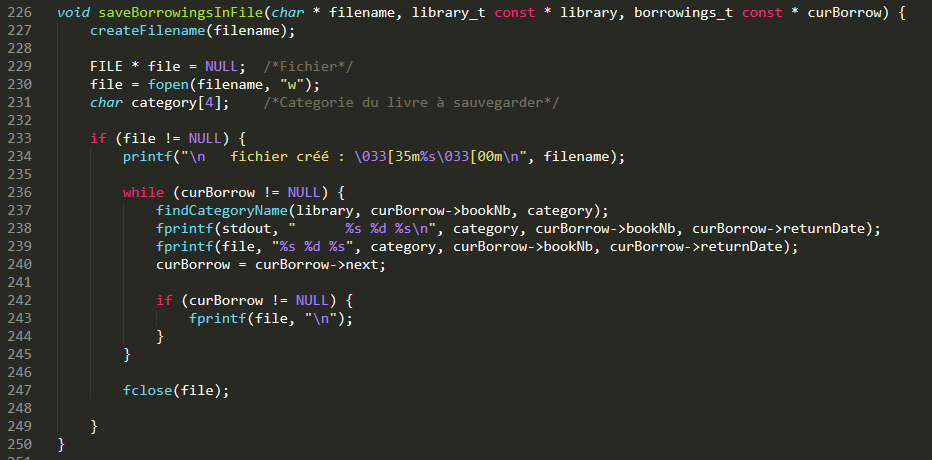 226 void saveBorrowingsInFile(char * filename, library_t const * library, borrowings_t const * curBorrow) {
227     createFilename(filename);
228
229     FILE * file = NULL;  /*Fichier*/
230     file = fopen(filename, "w");
231     char category[4];    /*Categorie du livre à sauvegarder*/
232
233     if (file != NULL) {
234         printf("\n   fichier créé : \033[35m%s\033[00m\n", filename);
235
236         while (curBorrow != NULL) {
237             findCategoryName(library, curBorrow->bookNb, category);
238             fprintf(stdout, "      %s %d %s\n", category, curBorrow->bookNb, curBorrow->returnDate);
239             fprintf(file, "%s %d %s", category, curBorrow->bookNb, curBorrow->returnDate);
240             curBorrow = curBorrow->next;
241
242             if (curBorrow != NULL) {
243                 fprintf(file, "\n");
244             }
245         }
246
247         fclose(file);
248
249     }
250 }